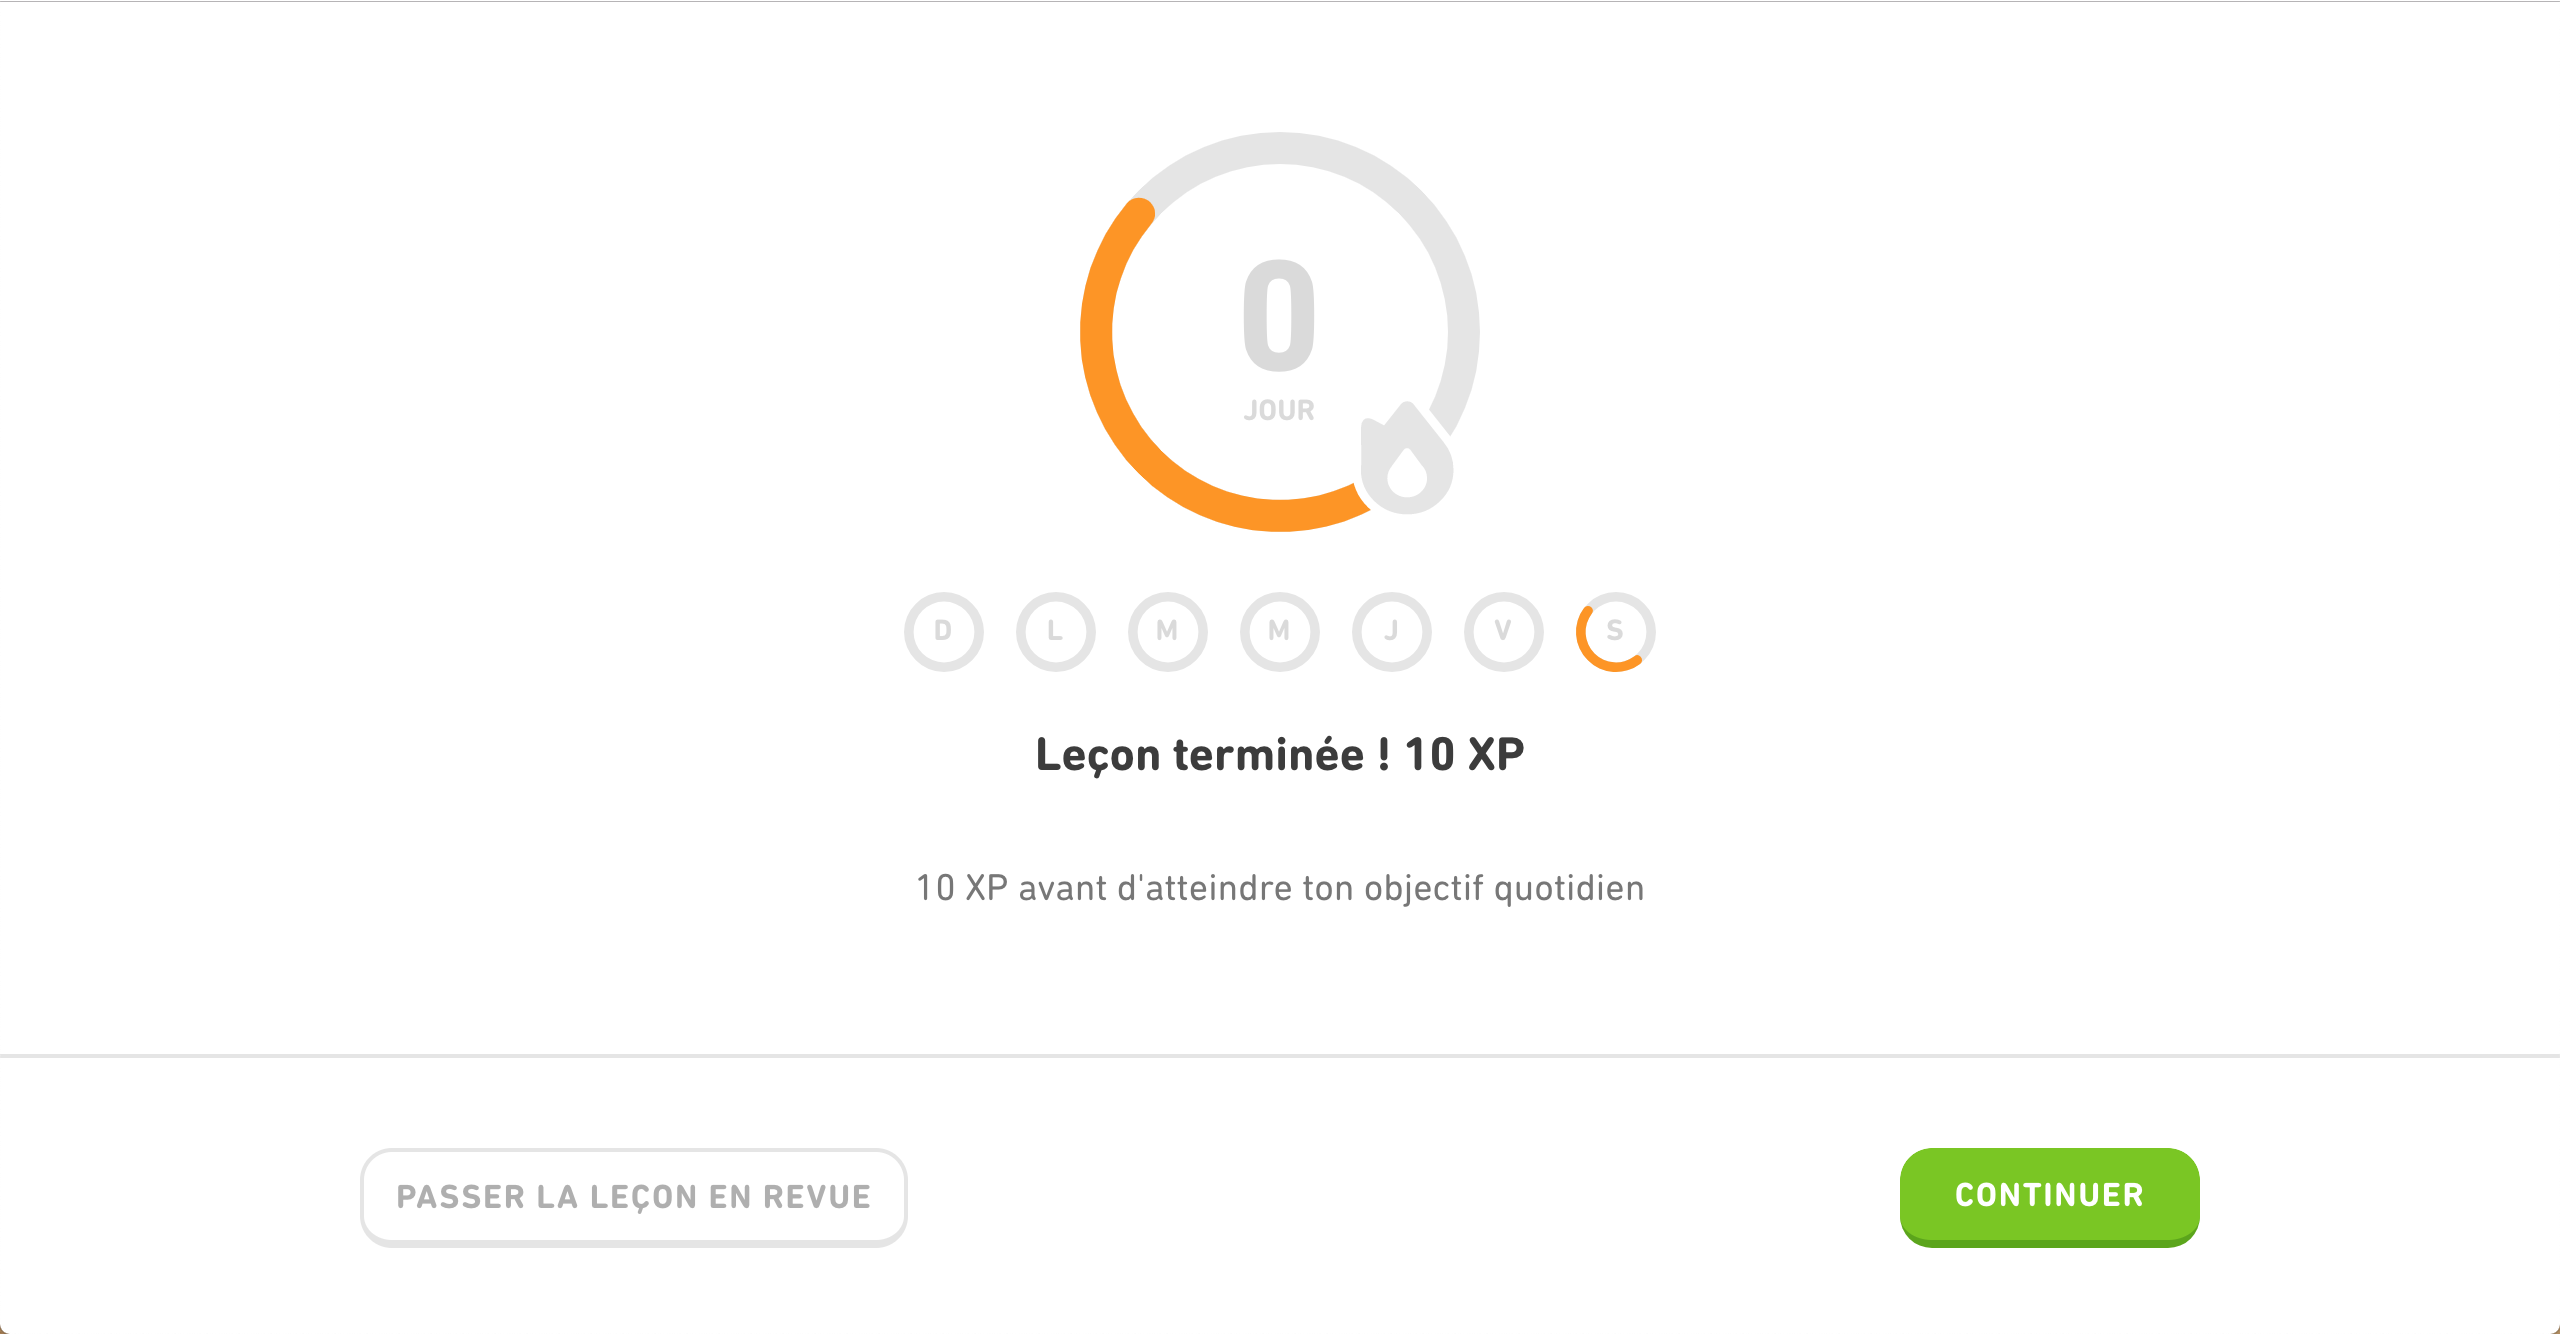 0
JOUR
D L M M J V S
Leçon terminée ! 10 XP
10 XP avant d'atteindre ton objectif quotidien
PASSER LA LEÇON EN REVUE
CONTINUER